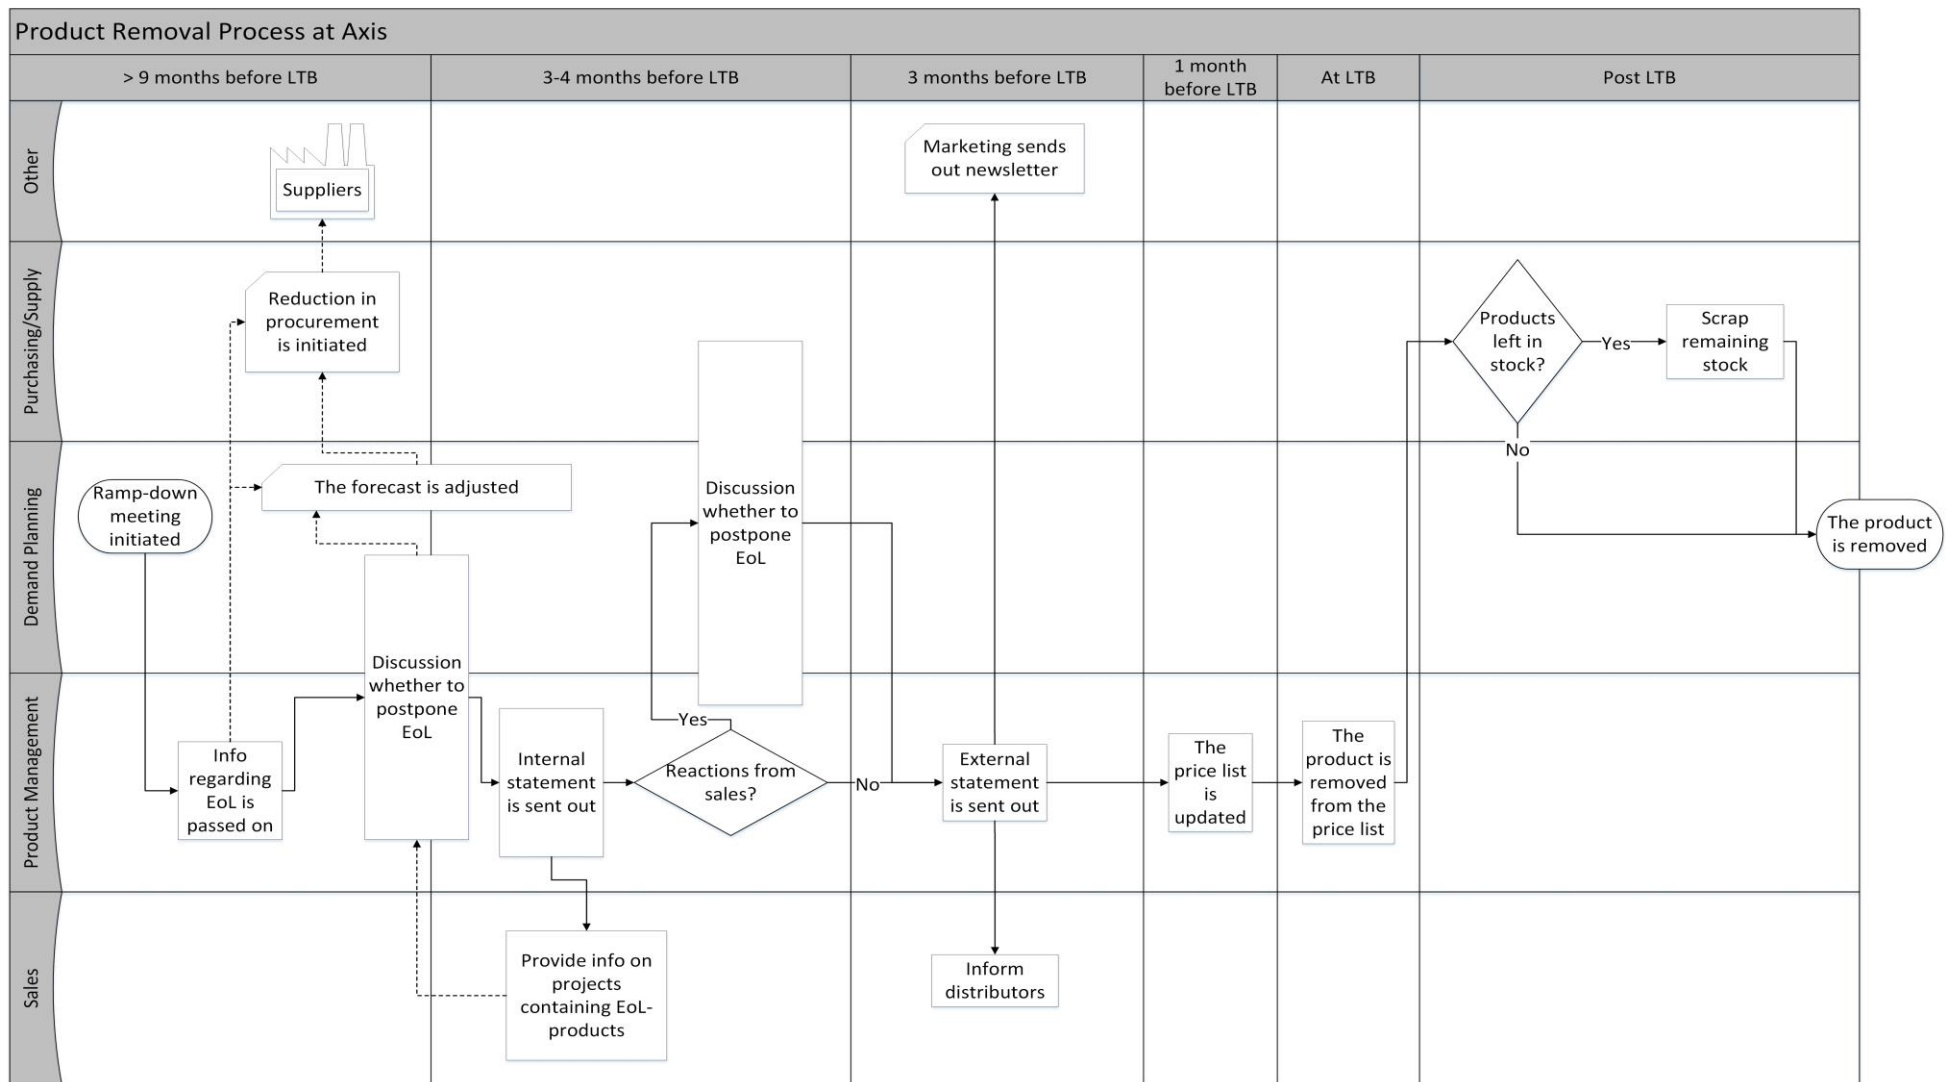 Product Removal Process at Axis
> 9 months before LTB
3-4 months before LTB
3 months before LTB
1 month
before LTB
At LTB
Post LTB
Other
Suppliers
Marketing sends
out newsletter
Purchasing/Supply
Reduction in
procurement
is initiated
Products
left in
stock?
Yes
Scrap
remaining
stock
No
Demand Planning
Ramp-down
meeting
initiated
The forecast is adjusted
Discussion
whether to
postpone
EoL
The product
is removed
Product Management
Info
regarding
EoL is
passed on
Discussion
whether to
postpone
EoL
Internal
statement
is sent out
Yes
Reactions from
sales?
No
External
statement
is sent out
The
price list
is
updated
The
product is
removed
from the
price list
Sales
Provide info on
projects
containing EoL-
products
Inform
distributors